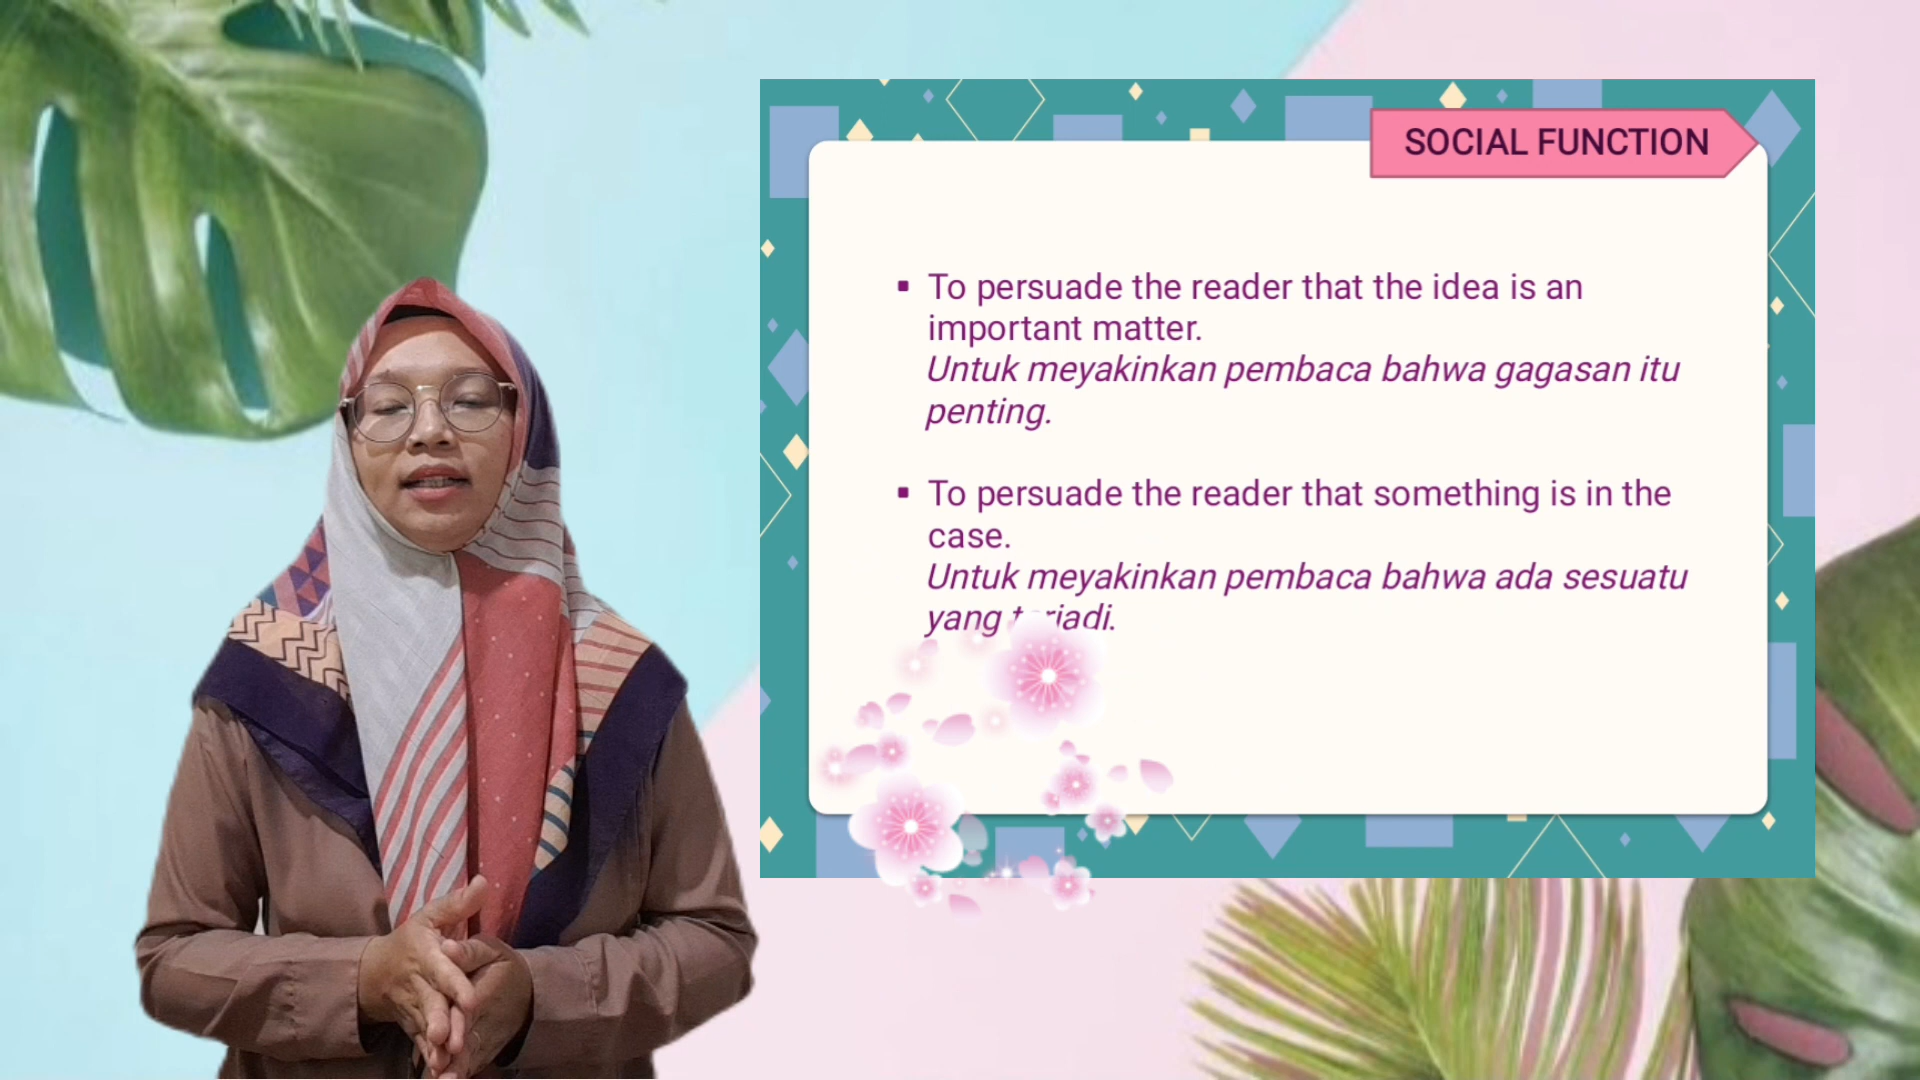 SOCIAL FUNCTION
▪ To persuade the reader that the idea is an
important matter.
Untuk meyakinkan pembaca bahwa gagasan itu
penting.
▪ To persuade the reader that something is in the
case.
Untuk meyakinkan pembaca bahwa ada sesuatu
yang terjadi.